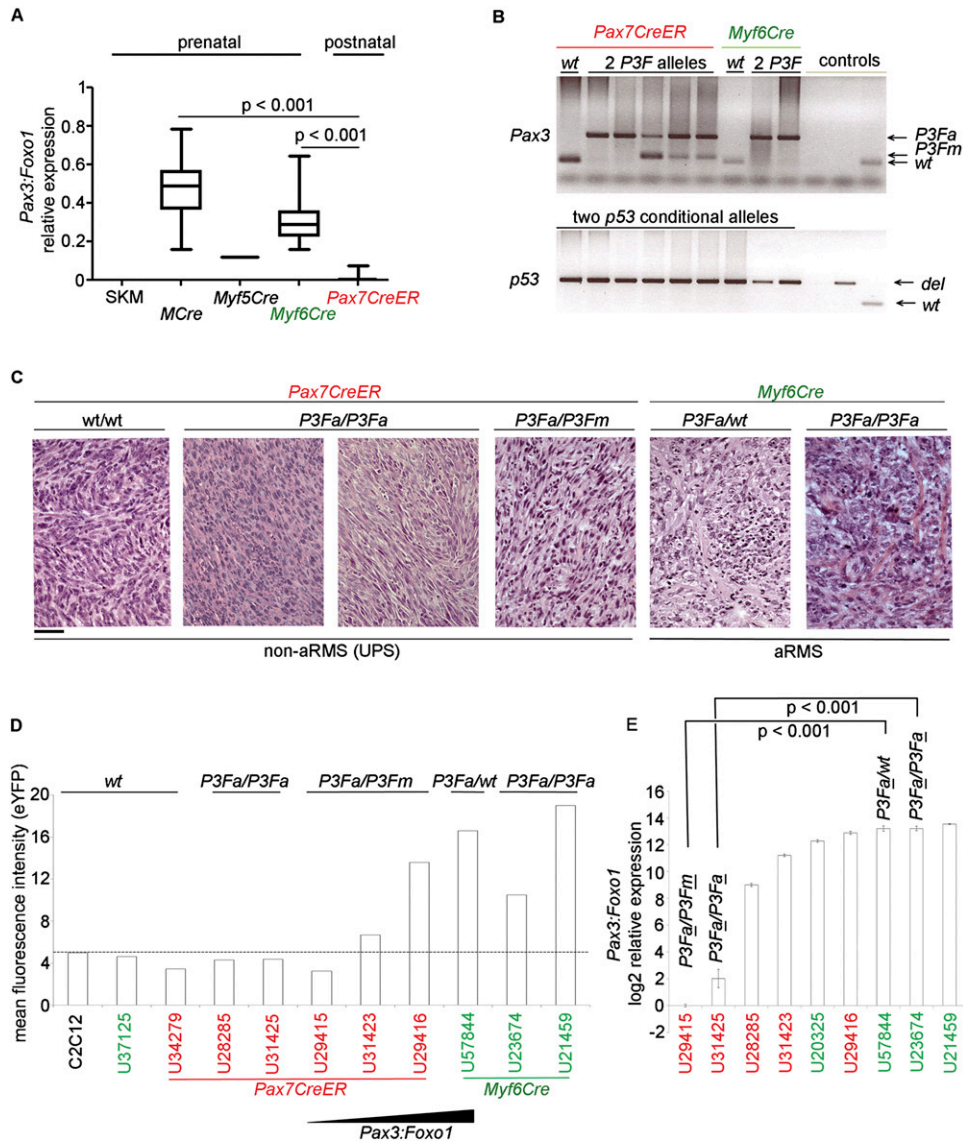 A
prenatal postnatal
p < 0.001
p < 0.001
Pax3:Foxo1
relative expression
1
0.8
0.6
0.4
0.2
0
SKM
MCre
Myf5Cre
Myf6Cre
Pax7CreER
B
Pax7CreER Myf6Cre
wt 2 P3F alleles wt 2 P3F controls
Pax3
P3Fa
P3Fm
wt
two p53 conditional alleles
p53
del
wt
C
Pax7CreER Myf6Cre
wt/wt P3Fa/P3Fa P3Fa/P3Fm P3Fa/wt P3Fa/P3Fa
non-aRMS (UPS) aRMS
D
wt P3Fa/P3Fa P3Fa/P3Fm P3Fa/wt P3Fa/P3Fa
mean fluorescence intensity (eYFP)
20
16
12
8
4
0
C2C12
U37125
U34279
U28285
U31425
U29415
U31423
U29416
U57844
U23674
U21459
Pax7CreER Myf6Cre
Pax3:Foxo1
E
p < 0.001
p < 0.001
Pax3:Foxo1
log2 relative expression
16
14
12
10
8
6
4
2
0
-2
P3Fa/P3Fm
P3Fa/P3Fa
P3Fa/wt
P3Fa/P3Fa
U29415
U31425
U28285
U31423
U20325
U29416
U57844
U23674
U21459